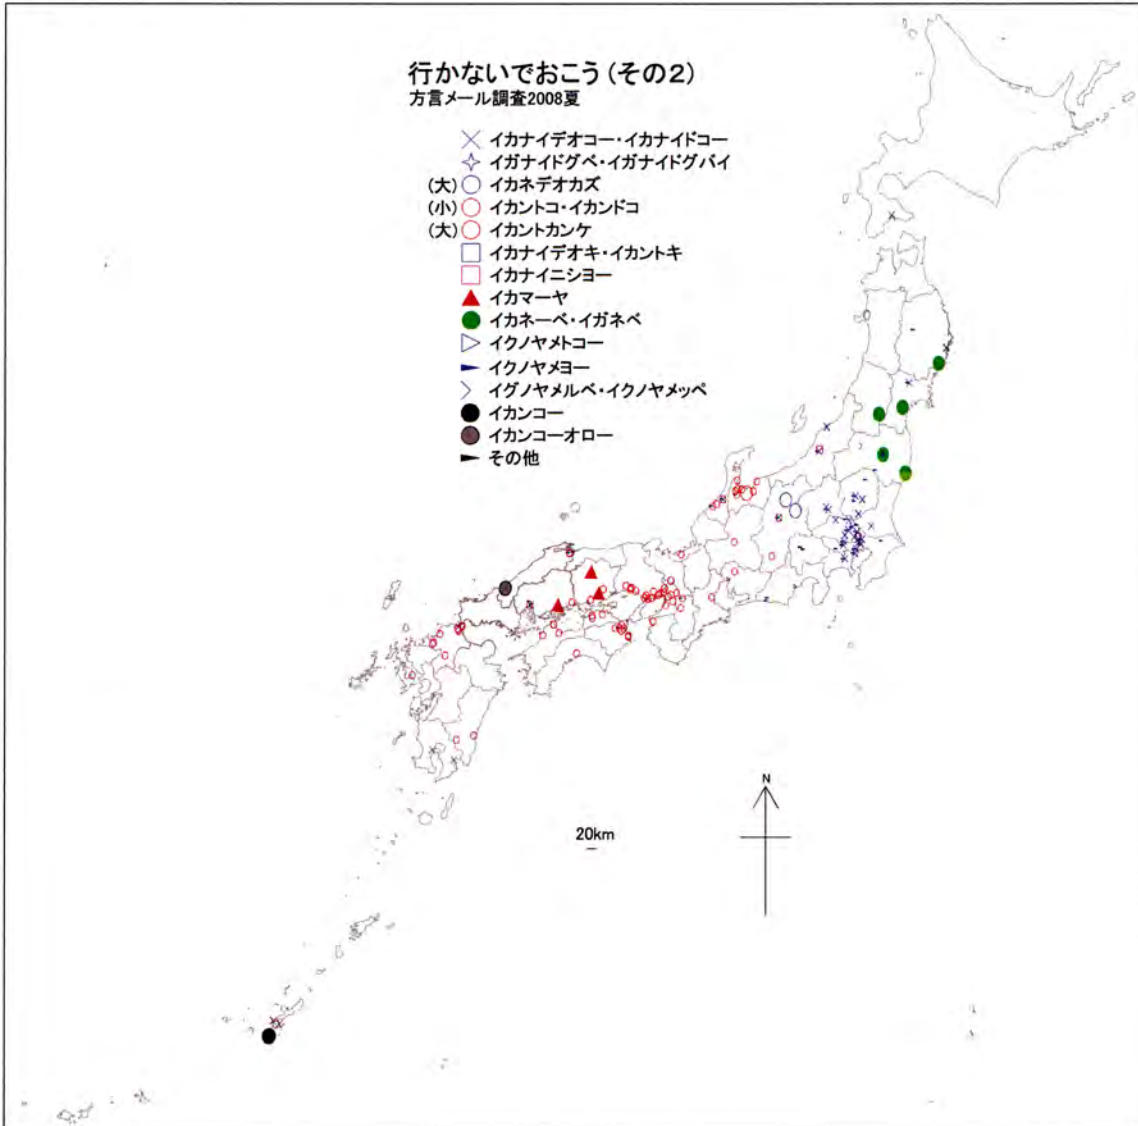 行かないでおこう(その2)
方言メール調査2008夏
イカナイデオコー・イカナイドコー
イガナイドグベ・イガナイドグバイ
(大) イカネデオカズ
(小) イカントコ・イカンドコ
(大) イカントカンケ
イカナイデオキ・イカントキ
イカナイニショー
イカマーヤ
イカネーベ・イガネベ
イクノヤメトコー
イクノヤメヨー
イグノヤメルベ・イクノヤメッペ
イカンコー
イカンコーオロー
その他
N
20km